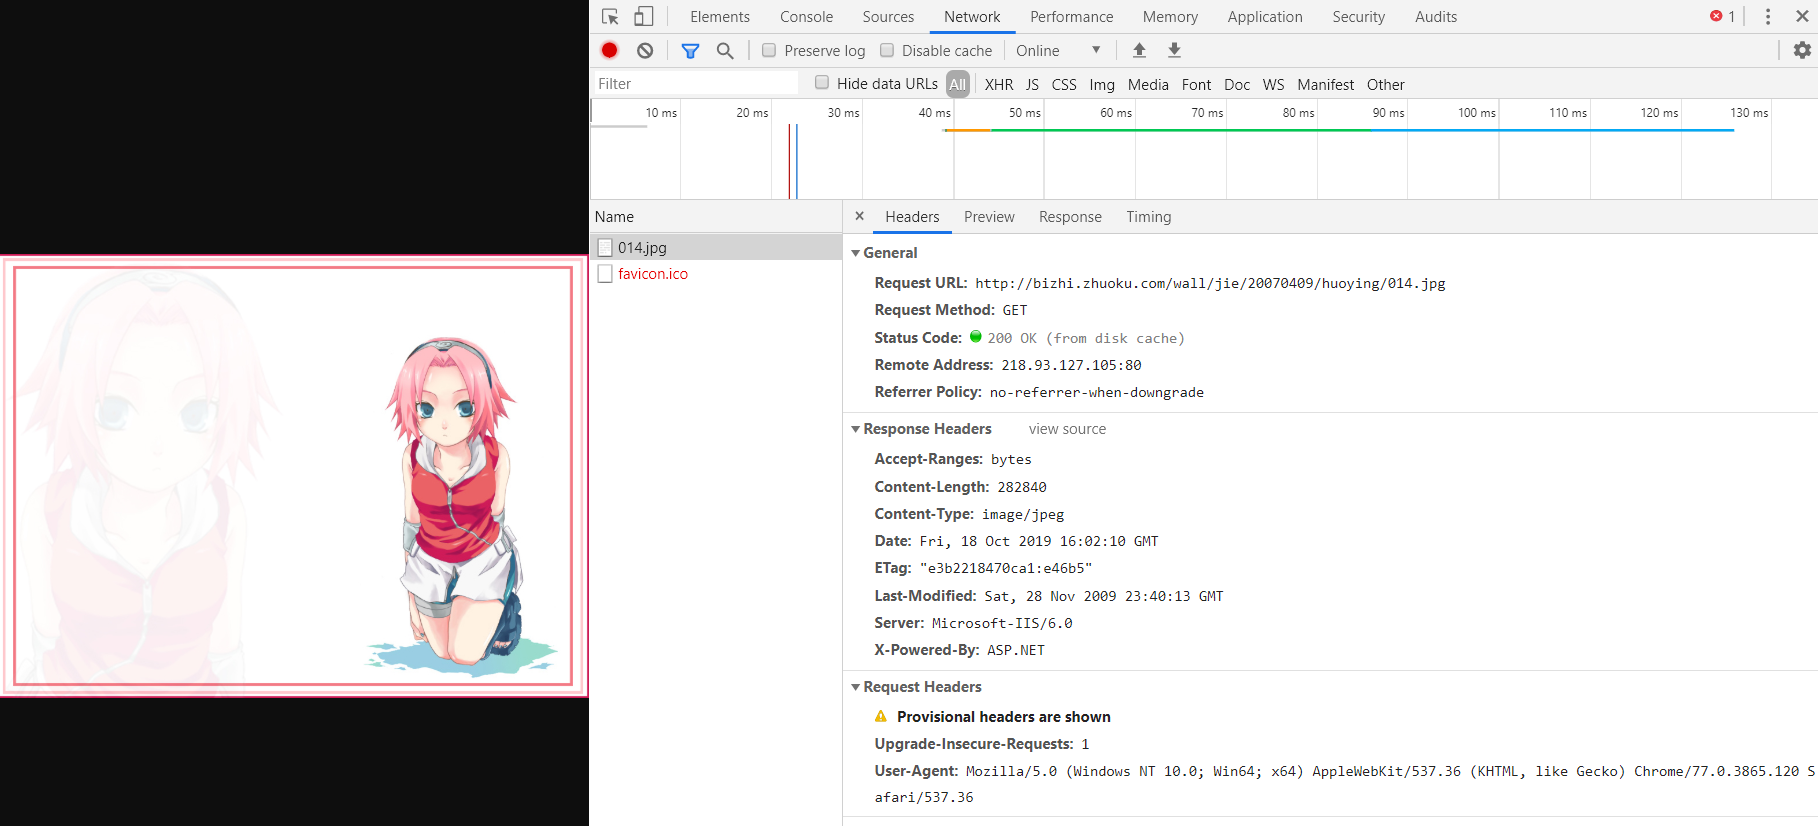 Elements Console Sources Network Performance Memory Application Security Audits 1
Preserve log Disable cache Online
Filter Hide data URLs All XHR JS CSS Img Media Font Doc WS Manifest Other
10 ms 20 ms 30 ms 40 ms 50 ms 60 ms 70 ms 80 ms 90 ms 100 ms 110 ms 120 ms 130 ms
Name
014.jpg
favicon.ico
× Headers Preview Response Timing
General
Request URL: http://bizhi.zhuoku.com/wall/jie/20070409/huoying/014.jpg
Request Method: GET
Status Code: 200 OK (from disk cache)
Remote Address: 218.93.127.105:80
Referrer Policy: no-referrer-when-downgrade
Response Headers view source
Accept-Ranges: bytes
Content-Length: 282840
Content-Type: image/jpeg
Date: Fri, 18 Oct 2019 16:02:10 GMT
ETag: "e3b2218470ca1:e46b5"
Last-Modified: Sat, 28 Nov 2009 23:40:13 GMT
Server: Microsoft-IIS/6.0
X-Powered-By: ASP.NET
Request Headers
Provisional headers are shown
Upgrade-Insecure-Requests: 1
User-Agent: Mozilla/5.0 (Windows NT 10.0; Win64; x64) AppleWebKit/537.36 (KHTML, like Gecko) Chrome/77.0.3865.120 S
afari/537.36